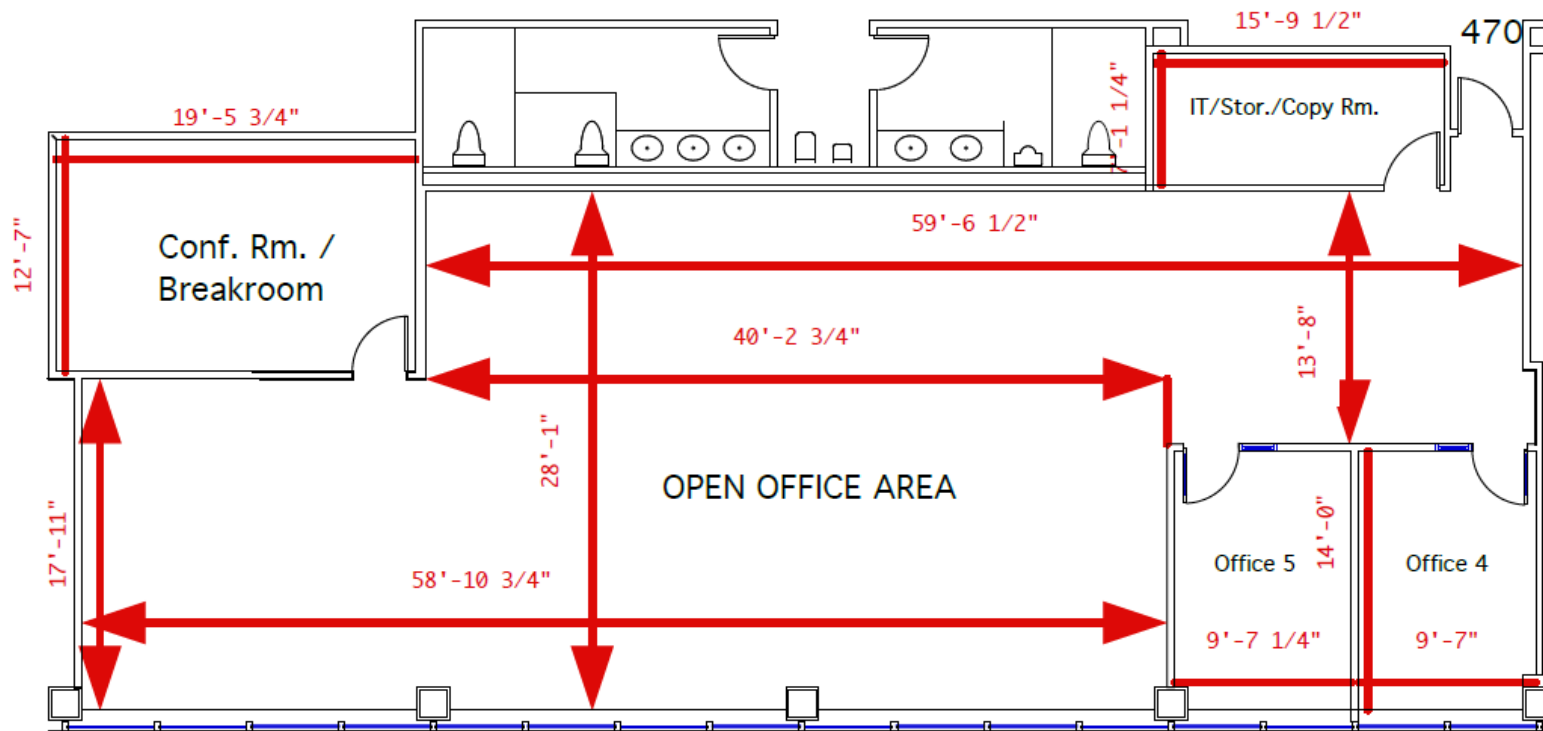 15'-9 1/2"
470
19'-5 3/4"
7'-1 1/4"
IT/Stor./Copy Rm.
12'-7"
Conf. Rm. /
Breakroom
59'-6 1/2"
40'-2 3/4"
13'-8"
28'-1"
OPEN OFFICE AREA
17'-11"
58'-10 3/4"
14'-0"
Office 5
Office 4
9'-7 1/4"
9'-7"